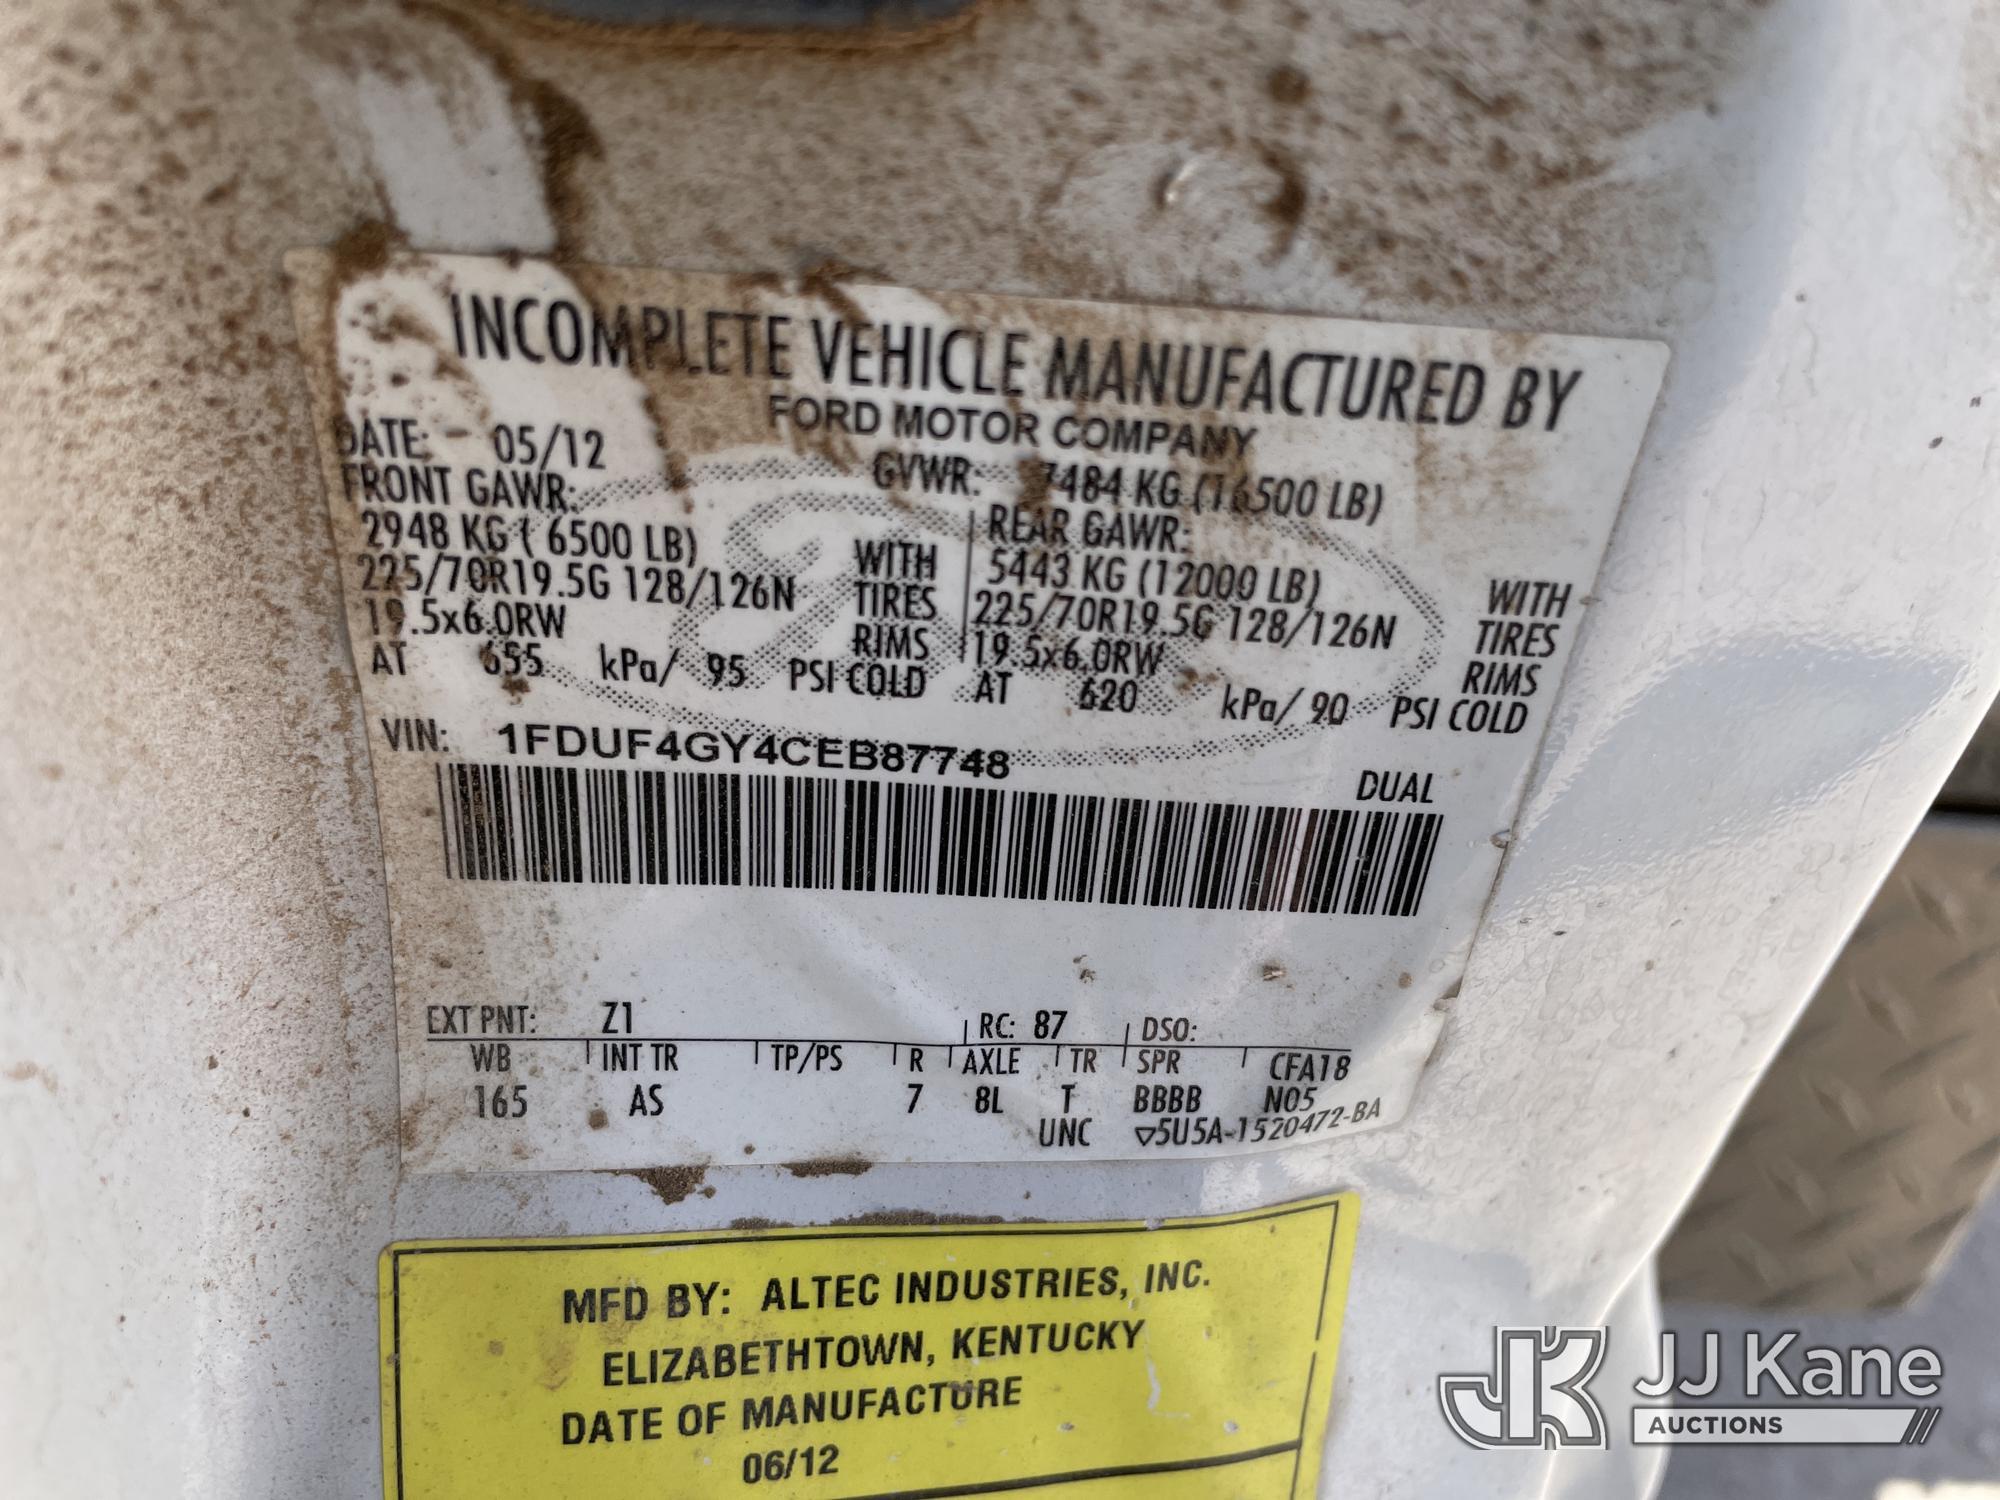 INCOMPLETE VEHICLE MANUFACTURED BY
FORD MOTOR COMPANY
DATE: 05/12 GVWR: 7484 KG (16500 LB)
FRONT GAWR: REAR GAWR:
2948 KG ( 6500 LB) WITH 5443 KG (12000 LB) WITH
225/70R19.5G 128/126N TIRES 225/70R19.5G 128/126N TIRES
19.5x6.0RW RIMS 19.5x6.0RW RIMS
AT 655 kPa/ 95 PSI COLD AT 620 kPa/ 90 PSI COLD
VIN: 1FDUF4GY4CEB87748
DUAL
EXT PNT: Z1 RC: 87 DSO:
WB INT TR TP/PS R AXLE TR SPR CFA18
165 AS 7 8L T BBBB N05
UNC ▽5U5A-1520472-BA
MFD BY: ALTEC INDUSTRIES, INC.
ELIZABETHTOWN, KENTUCKY
DATE OF MANUFACTURE
06/12
JK JJ Kane
AUCTIONS